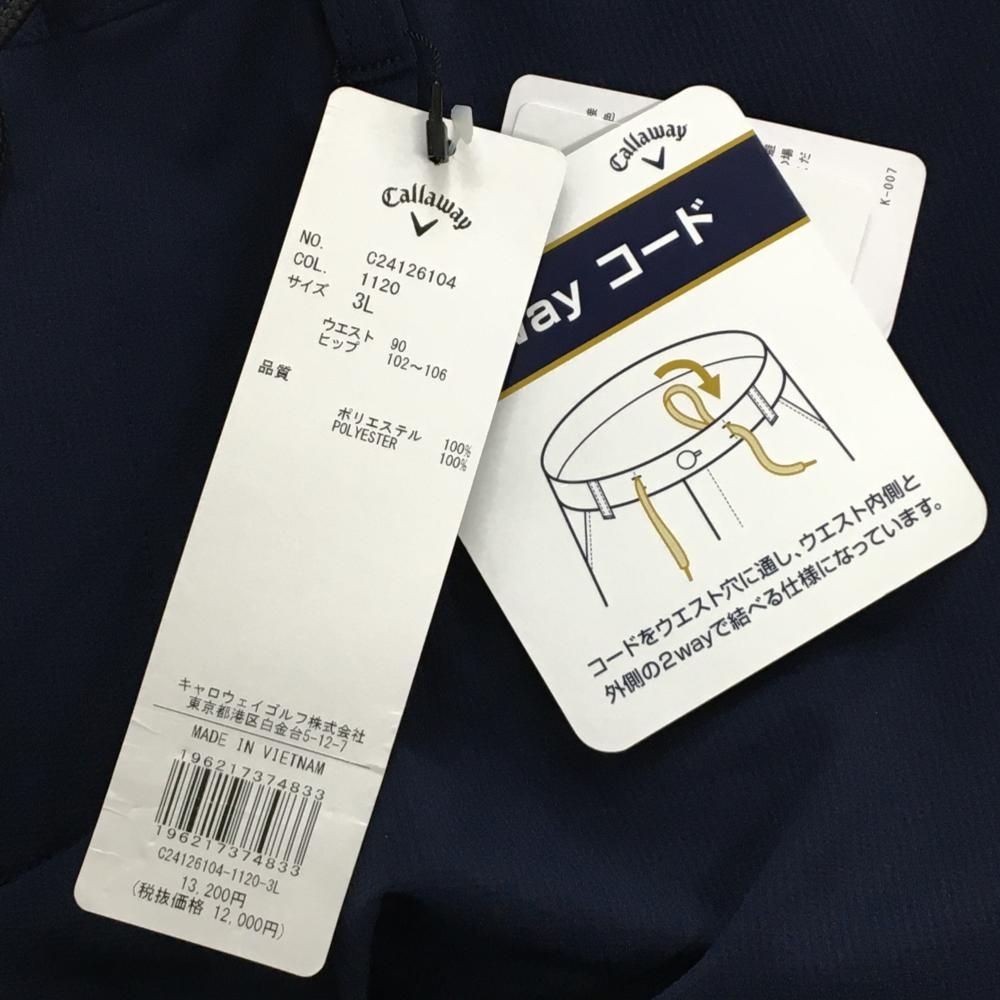 Callaway
NO. C24126104
COL. 1120
サイズ 3L
ウエスト 90
ヒップ 102～106
品質
ポリエステル 100%
POLYESTER 100%
キャロウェイゴルフ株式会社
東京都港区白金台5-12-7
MADE IN VIETNAM
196217374833
196217374833
C24126104-1120-3L
13,200円
(税抜価格 12,000円)
Callaway
way コード
コードをウエスト穴に通し、ウエスト内側と
外側の2wayで結べる仕様になっています。
K-007